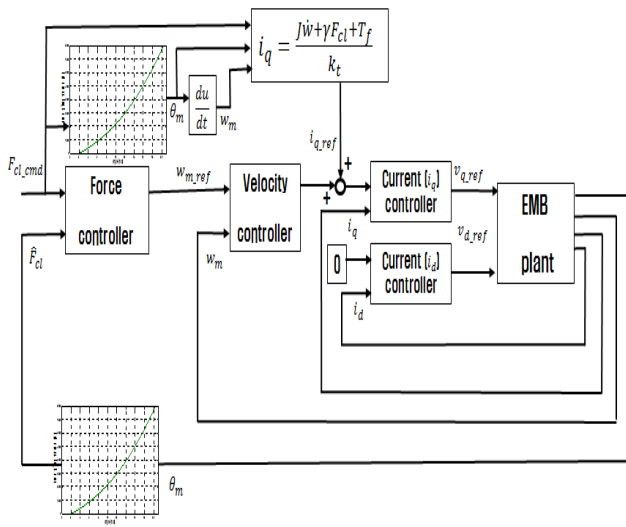 i_q = (Jẇ+γF_cl+T_f)/k_t
θ_m
du/dt
w_m
i_q_ref
F_cl_cmd
Force
controller
w_m_ref
Velocity
controller
+
+
Current (i_q)
controller
v_q_ref
EMB
plant
F̂_cl
w_m
i_q
0
Current (i_d)
controller
v_d_ref
i_d
θ_m